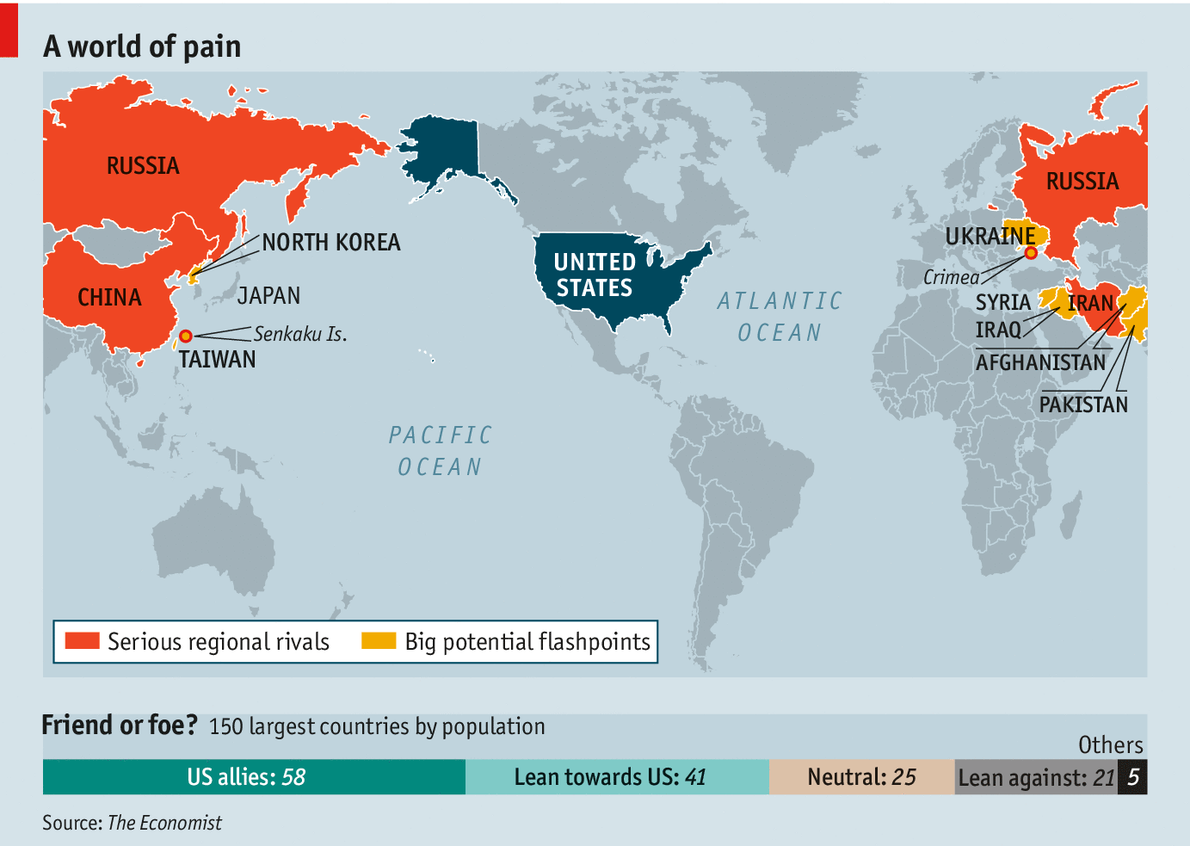 A world of pain
RUSSIA
RUSSIA
NORTH KOREA
UKRAINE
UNITED
STATES
Crimea
CHINA
JAPAN
ATLANTIC
OCEAN
SYRIA
IRAN
IRAQ
Senkaku Is.
TAIWAN
AFGHANISTAN
PAKISTAN
PACIFIC
OCEAN
Serious regional rivals
Big potential flashpoints
Friend or foe? 150 largest countries by population
Others
US allies: 58
Lean towards US: 41
Neutral: 25
Lean against: 21
5
Source: The Economist